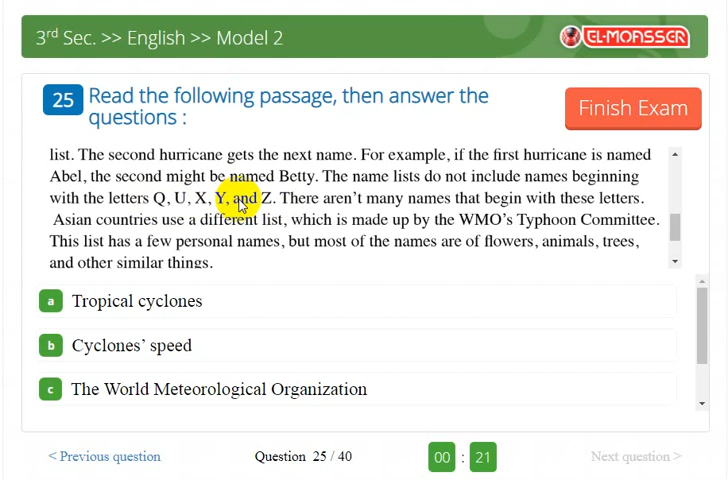 3rd Sec. >> English >> Model 2
EL-MOASSER
25
Read the following passage, then answer the
questions :
Finish Exam
list. The second hurricane gets the next name. For example, if the first hurricane is named
Abel, the second might be named Betty. The name lists do not include names beginning
with the letters Q, U, X, Y, and Z. There aren't many names that begin with these letters.
Asian countries use a different list, which is made up by the WMO's Typhoon Committee.
This list has a few personal names, but most of the names are of flowers, animals, trees,
and other similar things.
a Tropical cyclones
b Cyclones' speed
c The World Meteorological Organization
< Previous question
Question 25 / 40
00 : 21
Next question >